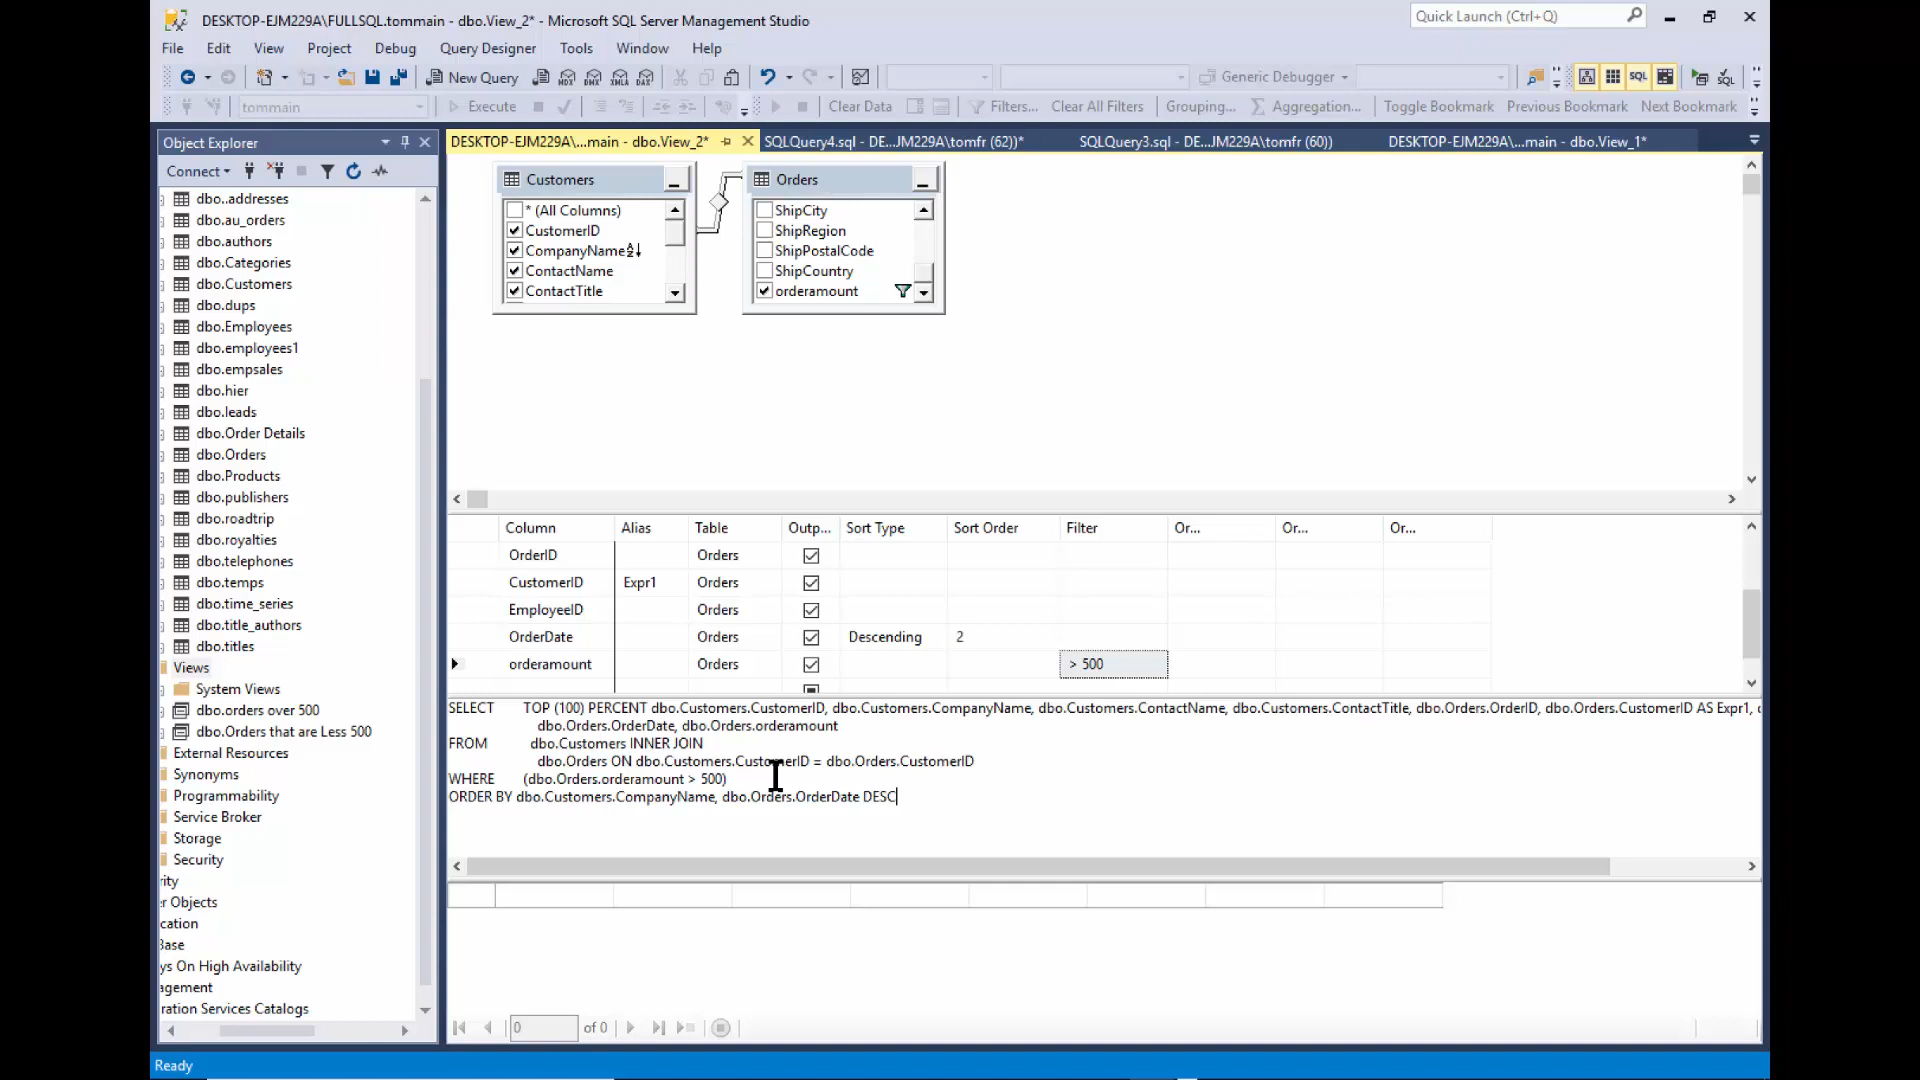 DESKTOP-EJM229A\FULLSQL.tommain - dbo.View_2* - Microsoft SQL Server Management Studio
Quick Launch (Ctrl+Q)
File Edit View Project Debug Query Designer Tools Window Help
New Query MDX DMX XMLA DAX Generic Debugger SQL
tommain Execute Clear Data Filters... Clear All Filters Grouping... Aggregation... Toggle Bookmark Previous Bookmark Next Bookmark
Object Explorer
DESKTOP-EJM229A\...main - dbo.View_2* SQLQuery4.sql - DE...JM229A\tomfr (62))* SQLQuery3.sql - DE...JM229A\tomfr (60)) DESKTOP-EJM229A\...main - dbo.View_1*
Connect
dbo..addresses
dbo.au_orders
dbo.authors
dbo.Categories
dbo.Customers
dbo.dups
dbo.Employees
dbo.employees1
dbo.empsales
dbo.hier
dbo.leads
dbo.Order Details
dbo.Orders
dbo.Products
dbo.publishers
dbo.roadtrip
dbo.royalties
dbo.telephones
dbo.temps
dbo.time_series
dbo.title_authors
dbo.titles
Views
System Views
dbo.orders over 500
dbo.Orders that are Less 500
External Resources
Synonyms
Programmability
Service Broker
Storage
Security
rity
r Objects
cation
Base
ys On High Availability
agement
ration Services Catalogs
Customers
* (All Columns)
CustomerID
CompanyName
ContactName
ContactTitle
Orders
ShipCity
ShipRegion
ShipPostalCode
ShipCountry
orderamount
Column Alias Table Outp... Sort Type Sort Order Filter Or... Or... Or...
OrderID Orders
CustomerID Expr1 Orders
EmployeeID Orders
OrderDate Orders Descending 2
orderamount Orders > 500
SELECT TOP (100) PERCENT dbo.Customers.CustomerID, dbo.Customers.CompanyName, dbo.Customers.ContactName, dbo.Customers.ContactTitle, dbo.Orders.OrderID, dbo.Orders.CustomerID AS Expr1,
dbo.Orders.OrderDate, dbo.Orders.orderamount
FROM dbo.Customers INNER JOIN
dbo.Orders ON dbo.Customers.CustomerID = dbo.Orders.CustomerID
WHERE (dbo.Orders.orderamount > 500)
ORDER BY dbo.Customers.CompanyName, dbo.Orders.OrderDate DESC
0 of 0
Ready